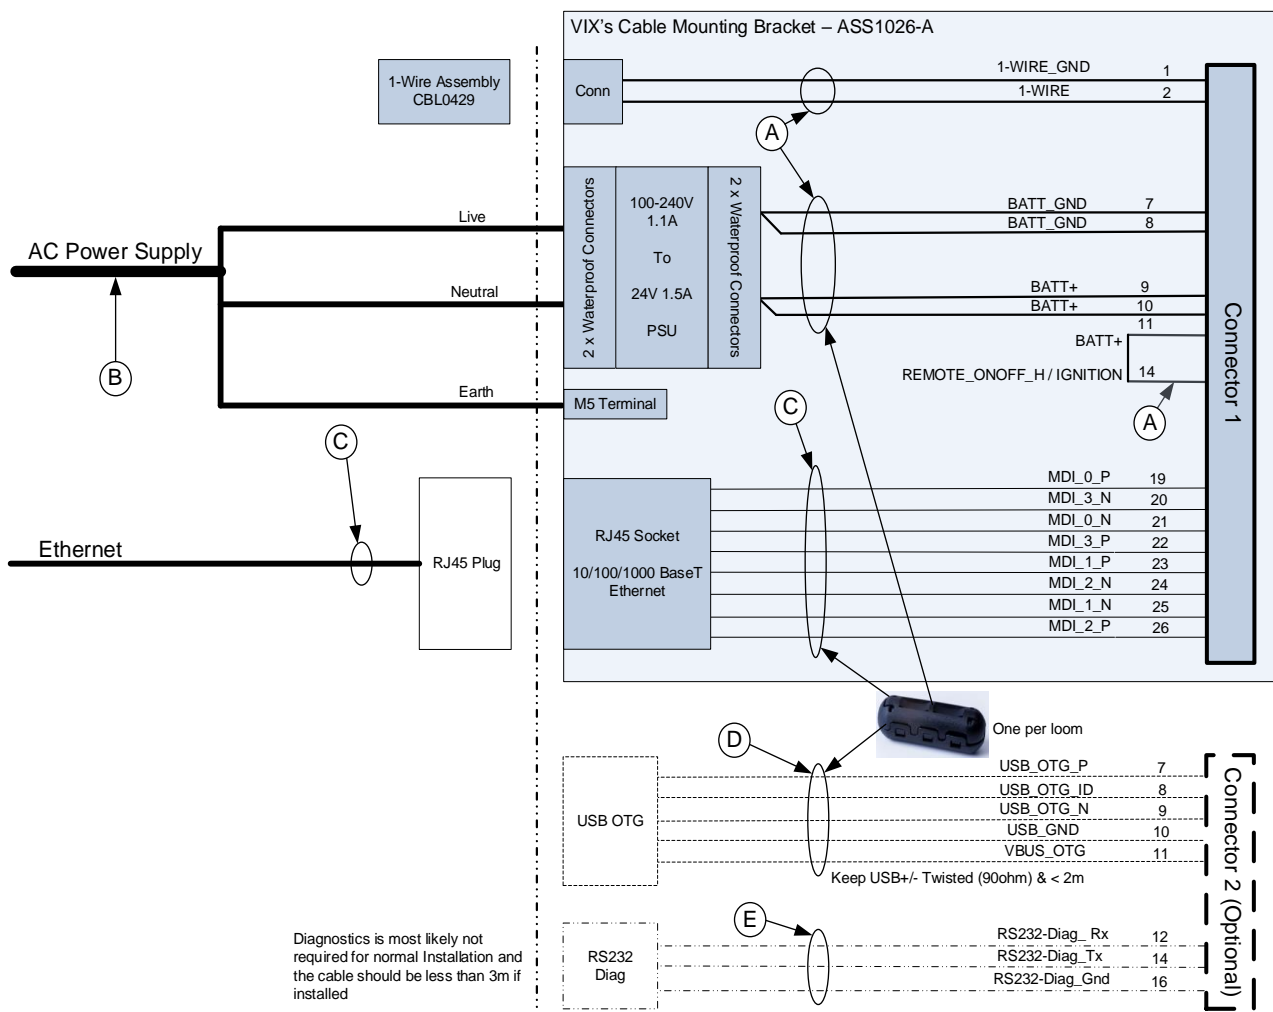 VIX's Cable Mounting Bracket – ASS1026-A
1-Wire Assembly
CBL0429
Conn
1-WIRE_GND 1
1-WIRE 2
A
2 x Waterproof Connectors
100-240V
1.1A
To
24V 1.5A
PSU
2 x Waterproof Connectors
Live
AC Power Supply
Neutral
B
Earth
M5 Terminal
BATT_GND 7
BATT_GND 8
BATT+ 9
BATT+ 10
11
BATT+
REMOTE_ONOFF_H / IGNITION 14
A
Connector 1
C
C
Ethernet
RJ45 Plug
RJ45 Socket
10/100/1000 BaseT
Ethernet
MDI_0_P 19
MDI_3_N 20
MDI_0_N 21
MDI_3_P 22
MDI_1_P 23
MDI_2_N 24
MDI_1_N 25
MDI_2_P 26
One per loom
D
USB OTG
USB_OTG_P 7
USB_OTG_ID 8
USB_OTG_N 9
USB_GND 10
VBUS_OTG 11
Keep USB+/- Twisted (90ohm) & < 2m
Connector 2 (Optional)
E
RS232
Diag
RS232-Diag_ Rx 12
RS232-Diag_Tx 14
RS232-Diag_Gnd 16
Diagnostics is most likely not
required for normal Installation and
the cable should be less than 3m if
installed